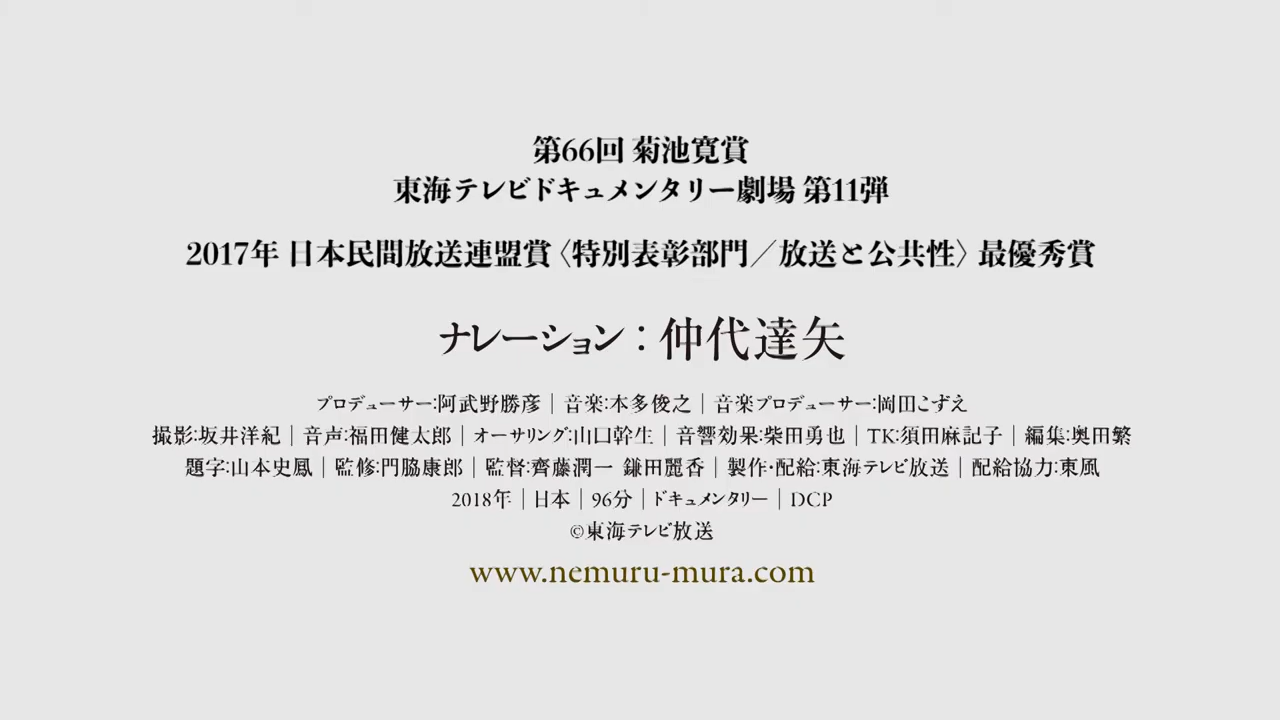 第66回 菊池寛賞
東海テレビドキュメンタリー劇場 第11弾
2017年 日本民間放送連盟賞〈特別表彰部門／放送と公共性〉最優秀賞
ナレーション：仲代達矢
プロデューサー:阿武野勝彦｜音楽:本多俊之｜音楽プロデューサー:岡田こずえ
撮影:坂井洋紀｜音声:福田健太郎｜オーサリング:山口幹生｜音響効果:柴田勇也｜TK:須田麻記子｜編集:奥田繁
題字:山本史鳳｜監修:門脇康郎｜監督:齊藤潤一 鎌田麗香｜製作・配給:東海テレビ放送｜配給協力:東風
2018年｜日本｜96分｜ドキュメンタリー｜DCP
©東海テレビ放送
www.nemuru-mura.com